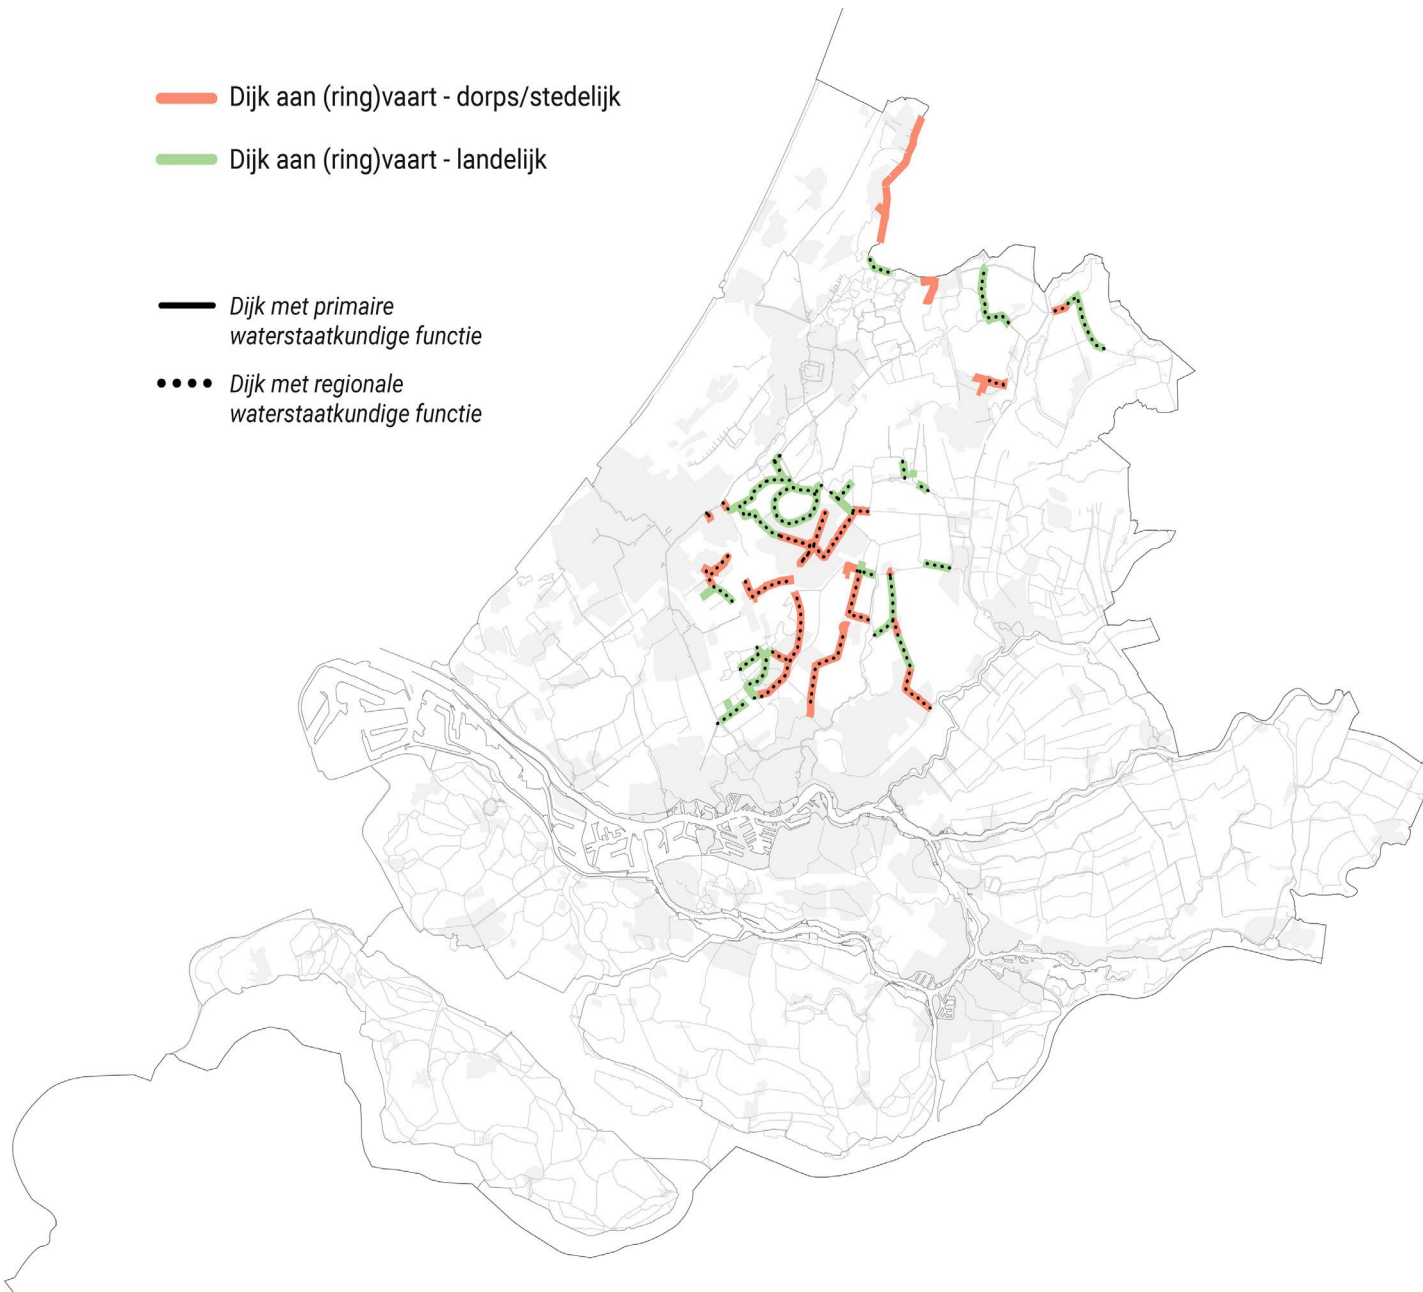 Dijk aan (ring)vaart - dorps/stedelijk
Dijk aan (ring)vaart - landelijk
Dijk met primaire
waterstaatkundige functie
Dijk met regionale
waterstaatkundige functie